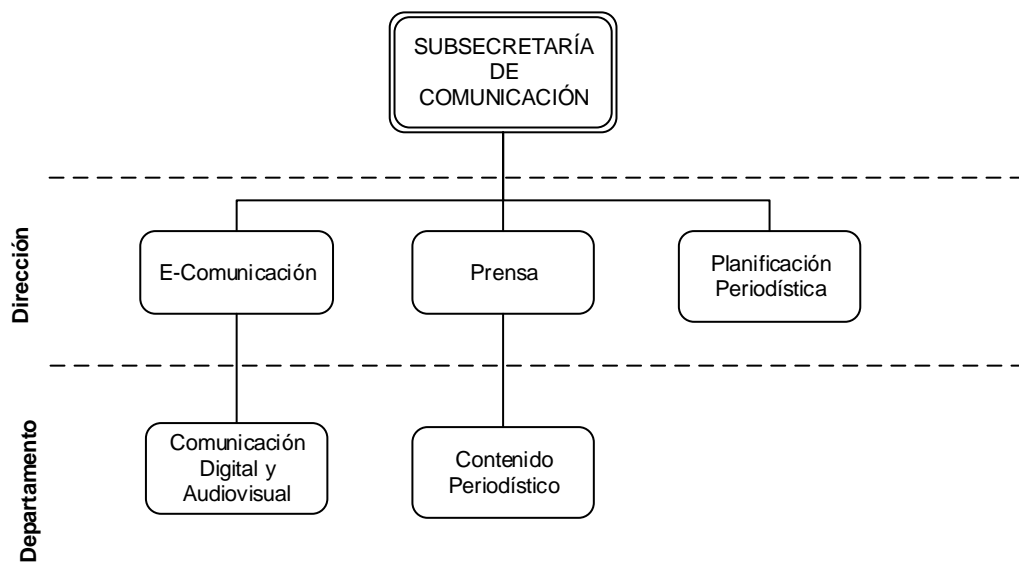 SUBSECRETARÍA
DE
COMUNICACIÓN
Dirección
E-Comunicación
Prensa
Planificación
Periodística
Departamento
Comunicación
Digital y
Audiovisual
Contenido
Periodístico